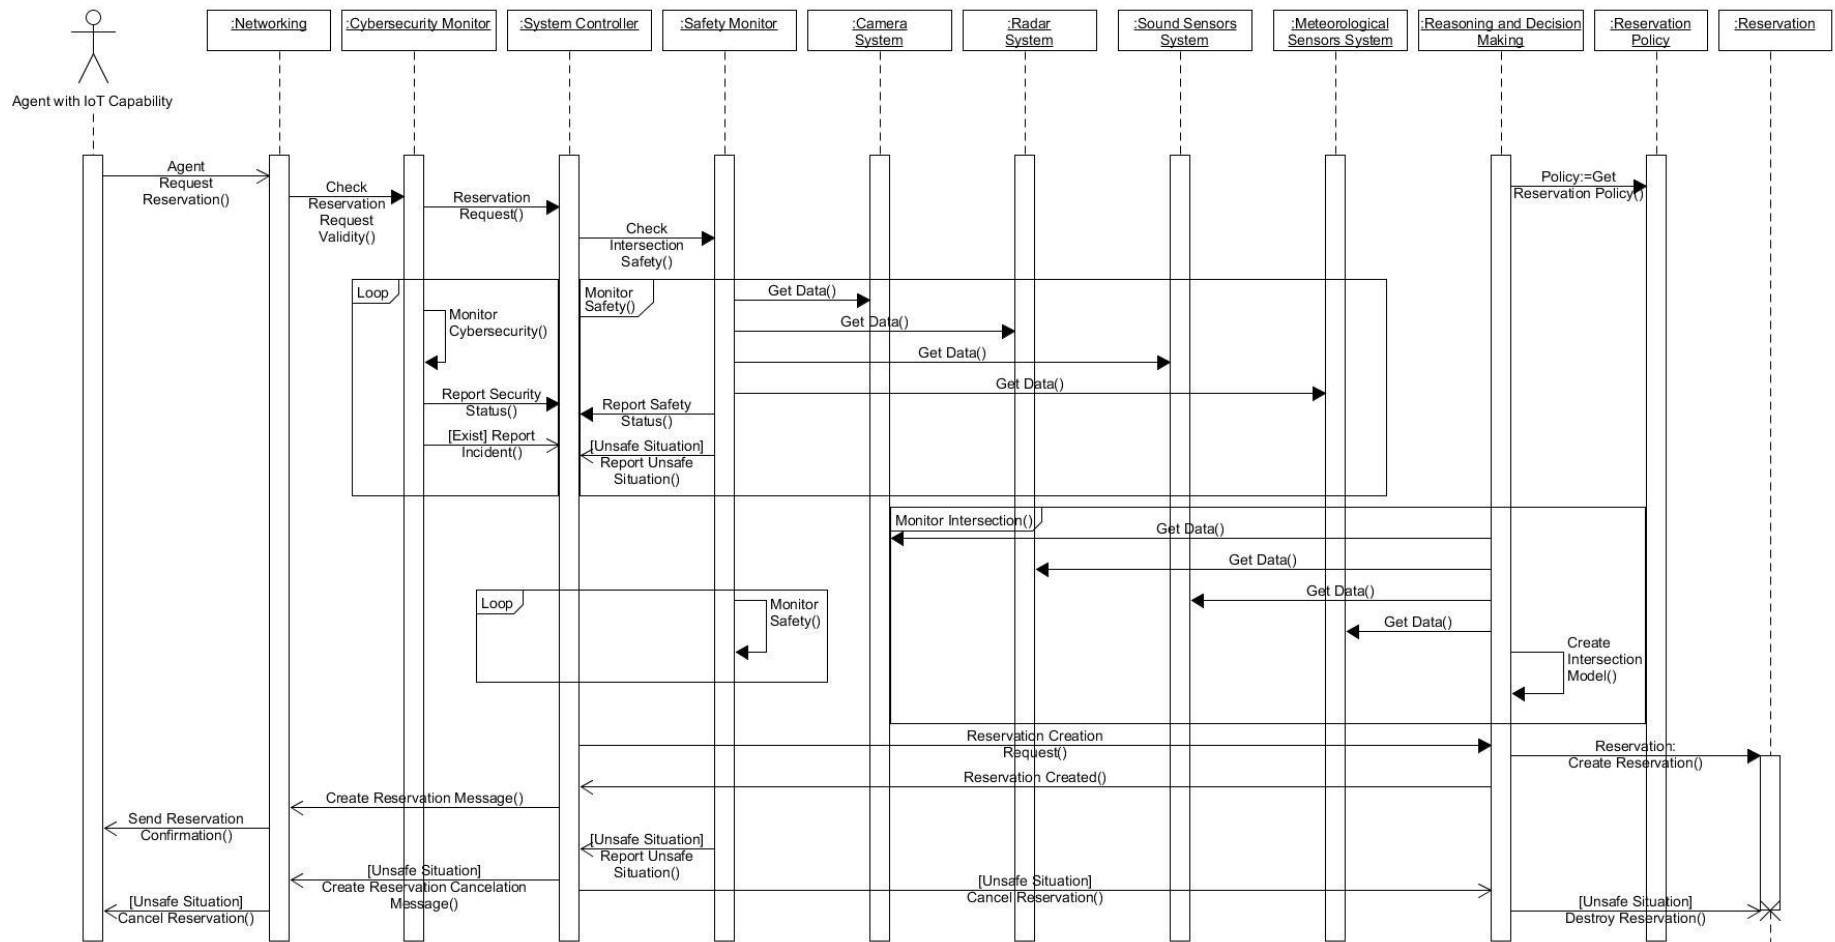 :Networking
:Cybersecurity Monitor
:System Controller
:Safety Monitor
:Camera
System
:Radar
System
:Sound Sensors
System
:Meteorological
Sensors System
:Reasoning and Decision
Making
:Reservation
Policy
:Reservation
Agent with IoT Capability
Agent
Request
Reservation()
Check
Reservation
Request
Validity()
Reservation
Request()
Policy:=Get
Reservation Policy()
Check
Intersection
Safety()
Loop
Monitor
Cybersecurity()
Report Security
Status()
[Exist] Report
Incident()
Monitor
Safety()
Get Data()
Get Data()
Get Data()
Get Data()
Report Safety
Status()
[Unsafe Situation]
Report Unsafe
Situation()
Monitor Intersection()
Get Data()
Get Data()
Get Data()
Get Data()
Create
Intersection
Model()
Loop
Monitor
Safety()
Reservation Creation
Request()
Reservation:
Create Reservation()
Reservation Created()
Create Reservation Message()
Send Reservation
Confirmation()
[Unsafe Situation]
Report Unsafe
Situation()
[Unsafe Situation]
Create Reservation Cancelation
Message()
[Unsafe Situation]
Cancel Reservation()
[Unsafe Situation]
Cancel Reservation()
[Unsafe Situation]
Destroy Reservation()